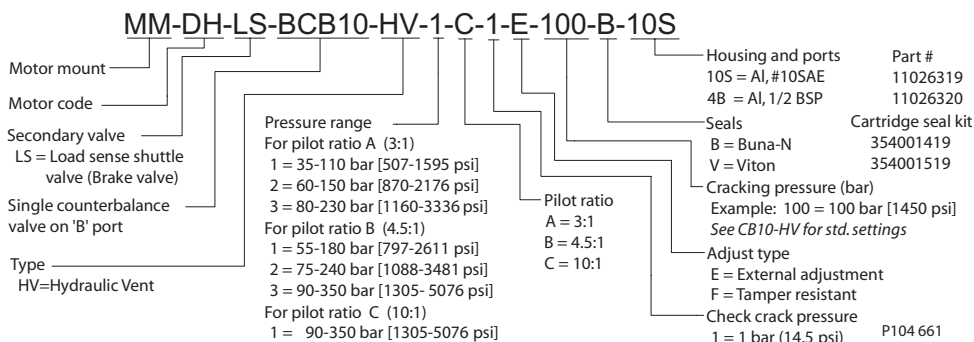 MM-DH-LS-BCB10-HV-1-C-1-E-100-B-10S
Motor mount
Motor code
Secondary valve
LS = Load sense shuttle
valve (Brake valve)
Single counterbalance
valve on 'B' port
Type
HV=Hydraulic Vent
Pressure range
For pilot ratio A (3:1)
1 = 35-110 bar [507-1595 psi]
2 = 60-150 bar [870-2176 psi]
3 = 80-230 bar [1160-3336 psi]
For pilot ratio B (4.5:1)
1 = 55-180 bar [797-2611 psi]
2 = 75-240 bar [1088-3481 psi]
3 = 90-350 bar [1305- 5076 psi]
For pilot ratio C (10:1)
1 = 90-350 bar [1305-5076 psi]
Pilot ratio
A = 3:1
B = 4.5:1
C = 10:1
Housing and ports Part #
10S = Al, #10SAE 11026319
4B = Al, 1/2 BSP 11026320
Seals Cartridge seal kit
B = Buna-N 354001419
V = Viton 354001519
Cracking pressure (bar)
Example: 100 = 100 bar [1450 psi]
See CB10-HV for std. settings
Adjust type
E = External adjustment
F = Tamper resistant
Check crack pressure
1 = 1 bar (14.5 psi)
P104 661